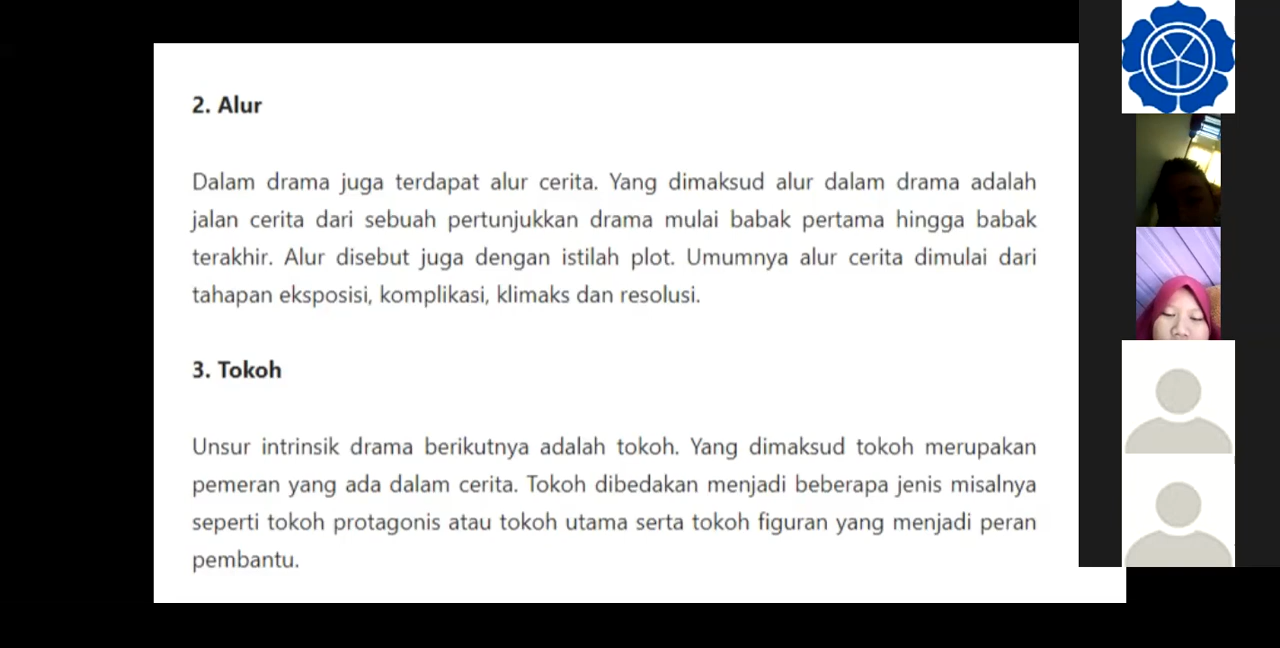 2. Alur
Dalam drama juga terdapat alur cerita. Yang dimaksud alur dalam drama adalah
jalan cerita dari sebuah pertunjukkan drama mulai babak pertama hingga babak
terakhir. Alur disebut juga dengan istilah plot. Umumnya alur cerita dimulai dari
tahapan eksposisi, komplikasi, klimaks dan resolusi.
3. Tokoh
Unsur intrinsik drama berikutnya adalah tokoh. Yang dimaksud tokoh merupakan
pemeran yang ada dalam cerita. Tokoh dibedakan menjadi beberapa jenis misalnya
seperti tokoh protagonis atau tokoh utama serta tokoh figuran yang menjadi peran
pembantu.